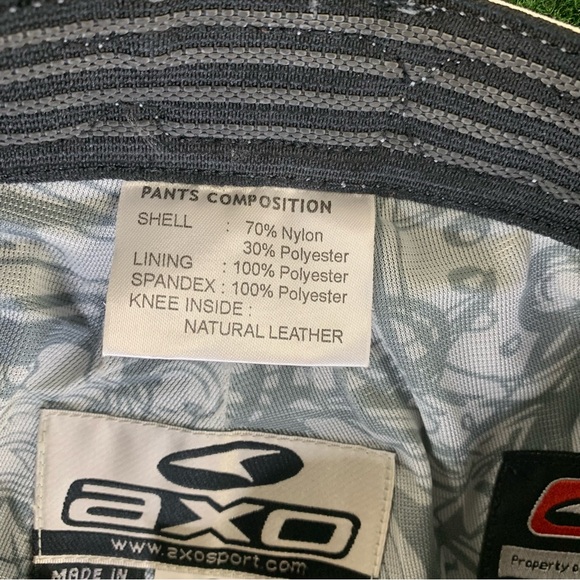 PANTS COMPOSITION
SHELL : 70% Nylon
30% Polyester
LINING : 100% Polyester
SPANDEX : 100% Polyester
KNEE INSIDE :
NATURAL LEATHER
axo
www.axosport.com
MADE IN
Property o